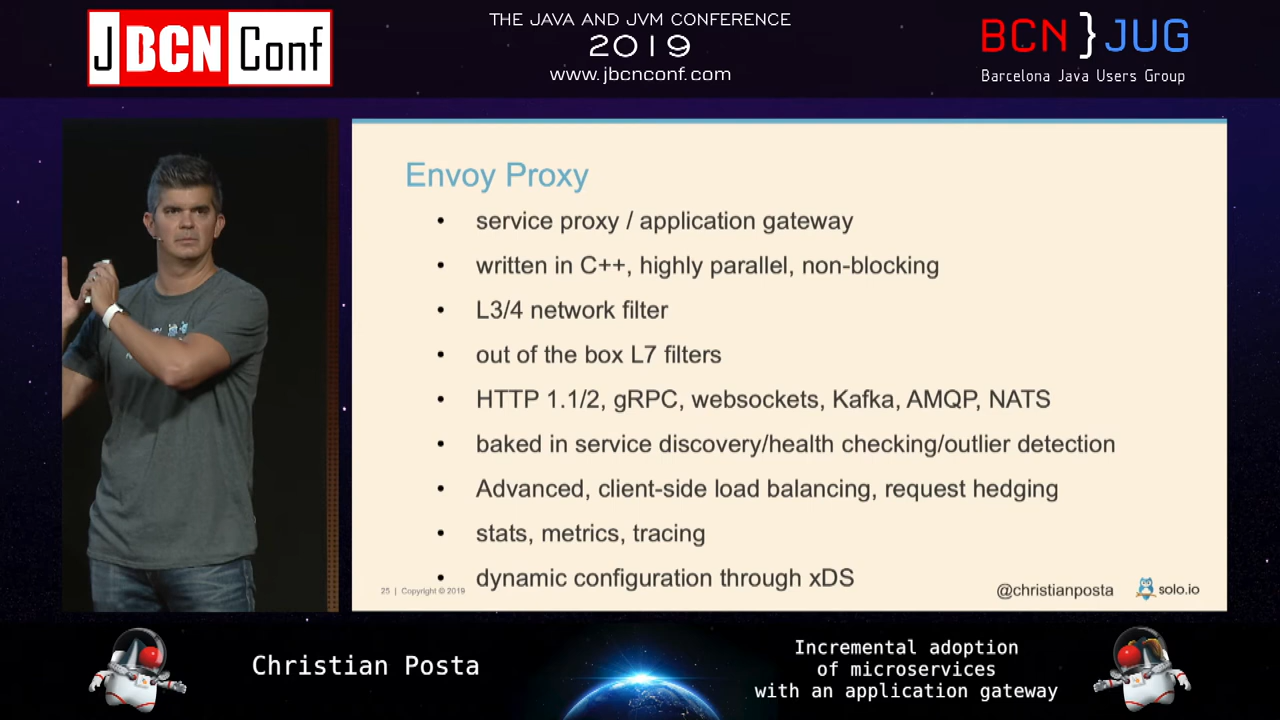 JBCNConf
THE JAVA AND JVM CONFERENCE
2019
www.jbcnconf.com
BCN}JUG
Barcelona Java Users Group
Envoy Proxy
• service proxy / application gateway
• written in C++, highly parallel, non-blocking
• L3/4 network filter
• out of the box L7 filters
• HTTP 1.1/2, gRPC, websockets, Kafka, AMQP, NATS
• baked in service discovery/health checking/outlier detection
• Advanced, client-side load balancing, request hedging
• stats, metrics, tracing
• dynamic configuration through xDS
25 | Copyright © 2019
@christianposta
solo.io
Christian Posta
Incremental adoption
of microservices
with an application gateway